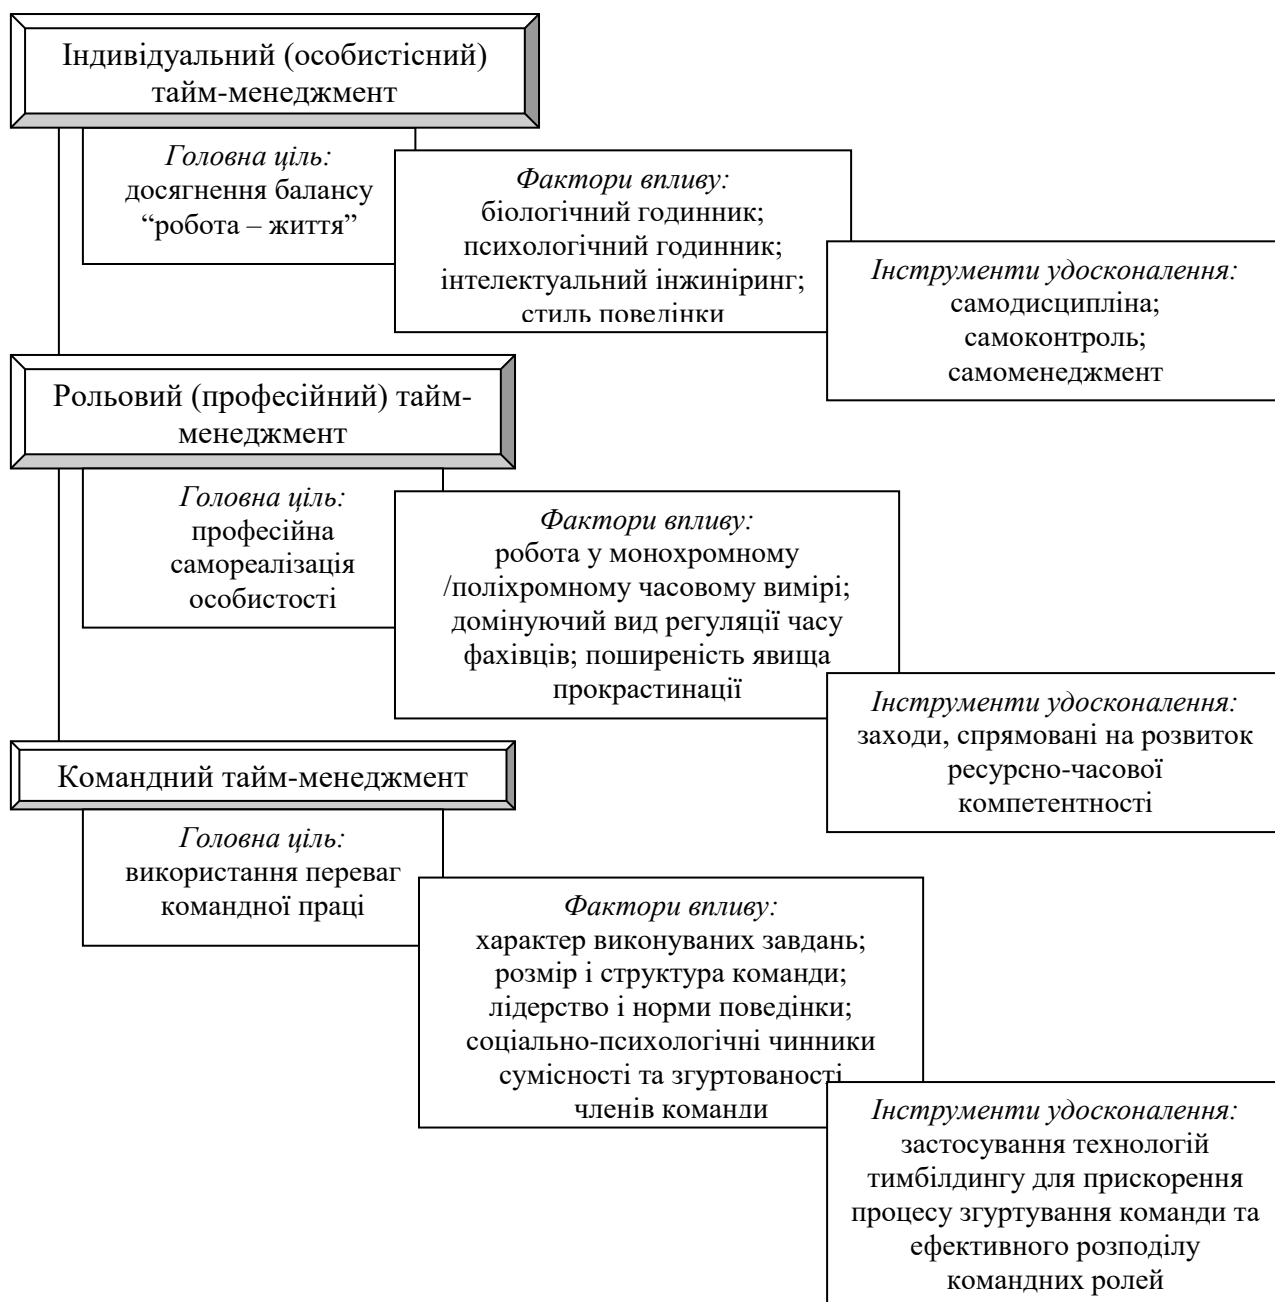 Індивідуальний (особистісний)
тайм-менеджмент
Головна ціль:
досягнення балансу
“робота – життя”
Фактори впливу:
біологічний годинник;
психологічний годинник;
інтелектуальний інжиніринг;
стиль поведінки
Інструменти удосконалення:
самодисципліна;
самоконтроль;
самоменеджмент
Рольовий (професійний) тайм-
менеджмент
Головна ціль:
професійна
самореалізація
особистості
Фактори впливу:
робота у монохромному
/поліхромному часовому вимірі;
домінуючий вид регуляції часу
фахівців; поширеність явища
прокрастинації
Інструменти удосконалення:
заходи, спрямовані на розвиток
ресурсно-часової
компетентності
Командний тайм-менеджмент
Головна ціль:
використання переваг
командної праці
Фактори впливу:
характер виконуваних завдань;
розмір і структура команди;
лідерство і норми поведінки;
соціально-психологічні чинники
сумісності та згуртованості
членів команди
Інструменти удосконалення:
застосування технологій
тимбілдингу для прискорення
процесу згуртування команди та
ефективного розподілу
командних ролей